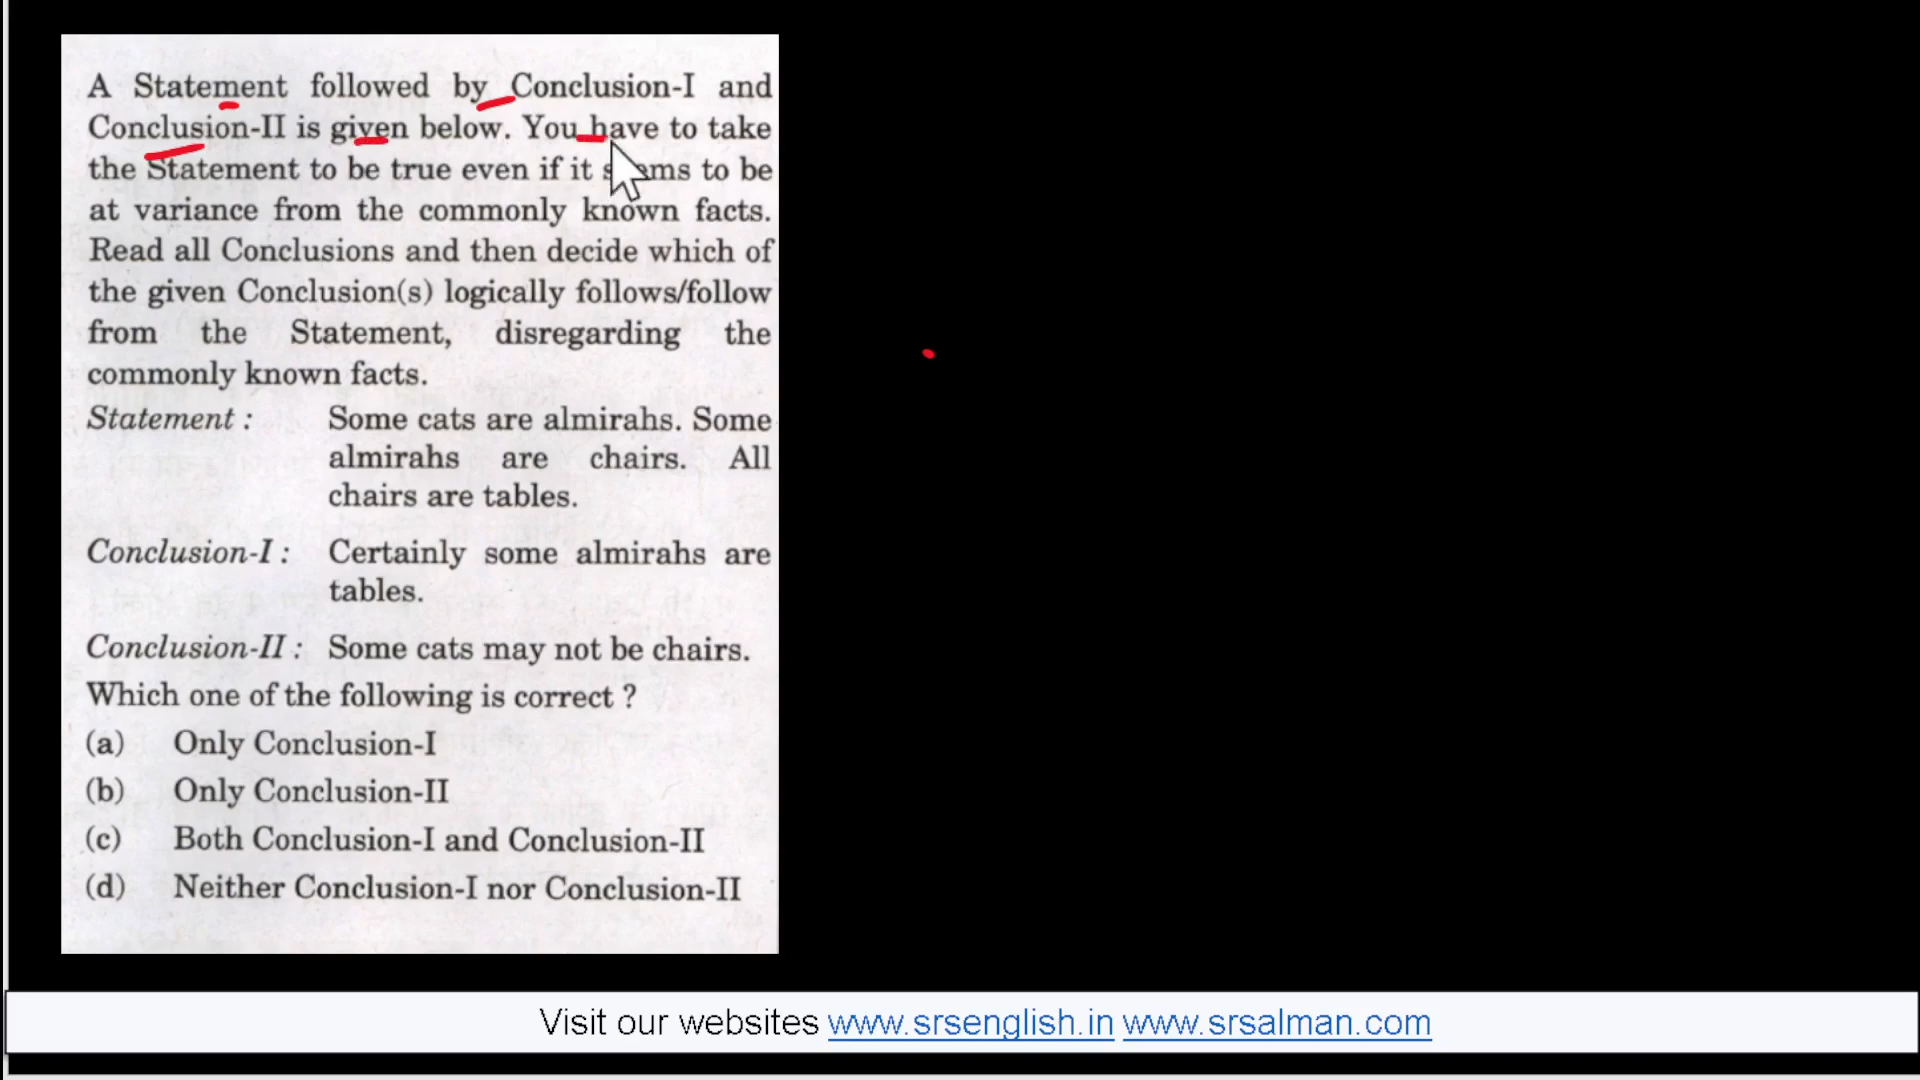 A Statement followed by Conclusion-I and
Conclusion-II is given below. You have to take
the Statement to be true even if it seems to be
at variance from the commonly known facts.
Read all Conclusions and then decide which of
the given Conclusion(s) logically follows/follow
from the Statement, disregarding the
commonly known facts.
Statement : Some cats are almirahs. Some
almirahs are chairs. All
chairs are tables.
Conclusion-I : Certainly some almirahs are
tables.
Conclusion-II : Some cats may not be chairs.
Which one of the following is correct ?
(a) Only Conclusion-I
(b) Only Conclusion-II
(c) Both Conclusion-I and Conclusion-II
(d) Neither Conclusion-I nor Conclusion-II
Visit our websites www.srsenglish.in www.srsalman.com